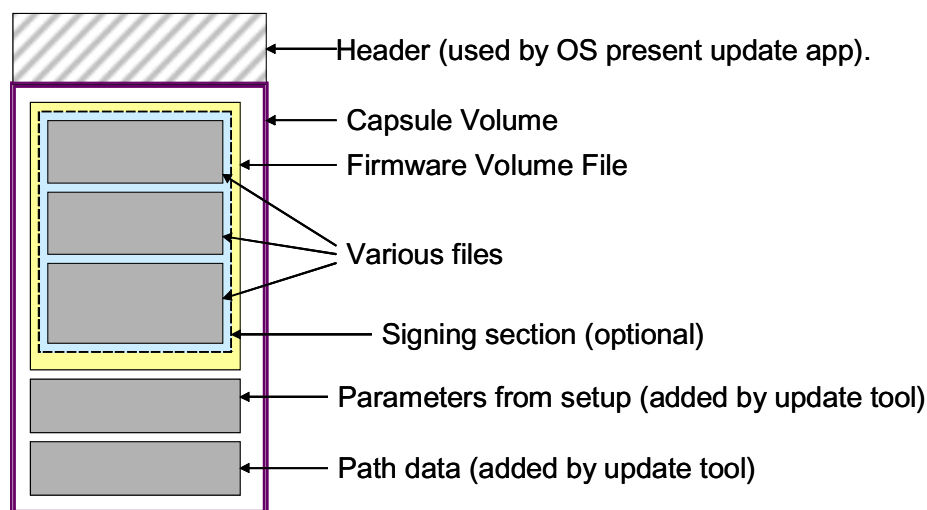 Header (used by OS present update app).
Capsule Volume
Firmware Volume File
Various files
Signing section (optional)
Parameters from setup (added by update tool)
Path data (added by update tool)